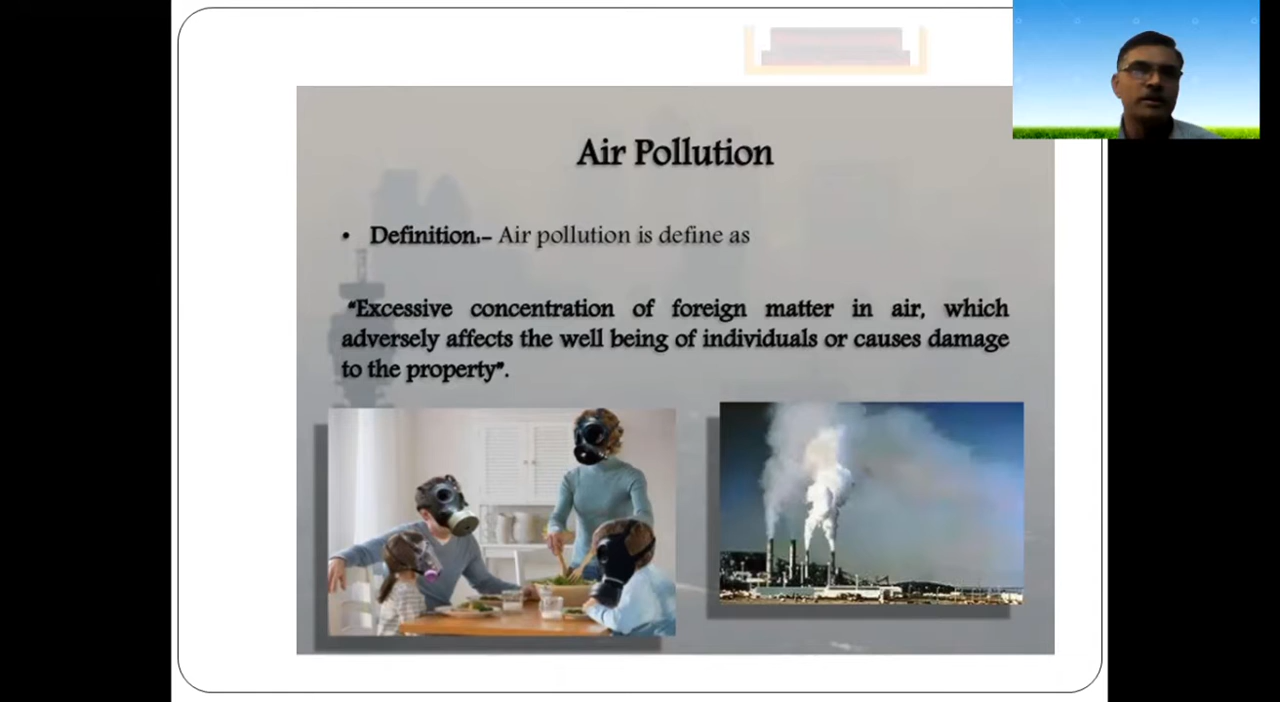 Air Pollution
• Definition:- Air pollution is define as
“Excessive concentration of foreign matter in air, which
adversely affects the well being of individuals or causes damage
to the property”.